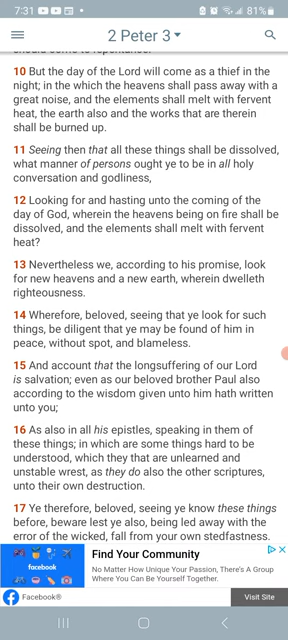 7:31
81%
2 Peter 3
should come to repentance.
10 But the day of the Lord will come as a thief in the
night; in the which the heavens shall pass away with a
great noise, and the elements shall melt with fervent
heat, the earth also and the works that are therein
shall be burned up.
11 Seeing then that all these things shall be dissolved,
what manner of persons ought ye to be in all holy
conversation and godliness,
12 Looking for and hasting unto the coming of the
day of God, wherein the heavens being on fire shall be
dissolved, and the elements shall melt with fervent
heat?
13 Nevertheless we, according to his promise, look
for new heavens and a new earth, wherein dwelleth
righteousness.
14 Wherefore, beloved, seeing that ye look for such
things, be diligent that ye may be found of him in
peace, without spot, and blameless.
15 And account that the longsuffering of our Lord
is salvation; even as our beloved brother Paul also
according to the wisdom given unto him hath written
unto you;
16 As also in all his epistles, speaking in them of
these things; in which are some things hard to be
understood, which they that are unlearned and
unstable wrest, as they do also the other scriptures,
unto their own destruction.
17 Ye therefore, beloved, seeing ye know these things
before, beware lest ye also, being led away with the
error of the wicked, fall from your own stedfastness.
facebook
Find Your Community
No Matter How Unique Your Passion, There's A Group
Where You Can Be Yourself Together.
Facebook®
Visit Site